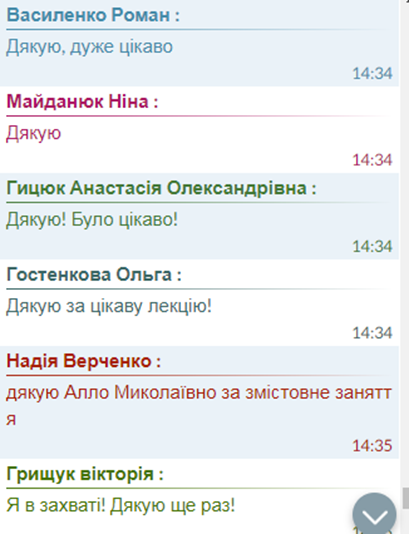 Василенко Роман :
Дякую, дуже цікаво
14:34
Майданюк Ніна :
Дякую
14:34
Гицюк Анастасія Олександрівна :
Дякую! Було цікаво!
14:34
Гостенкова Ольга :
Дякую за цікаву лекцію!
14:34
Надія Верченко :
дякую Алло Миколаївно за змістовне занятт
я
14:35
Грищук вікторія :
Я в захваті! Дякую ще раз!